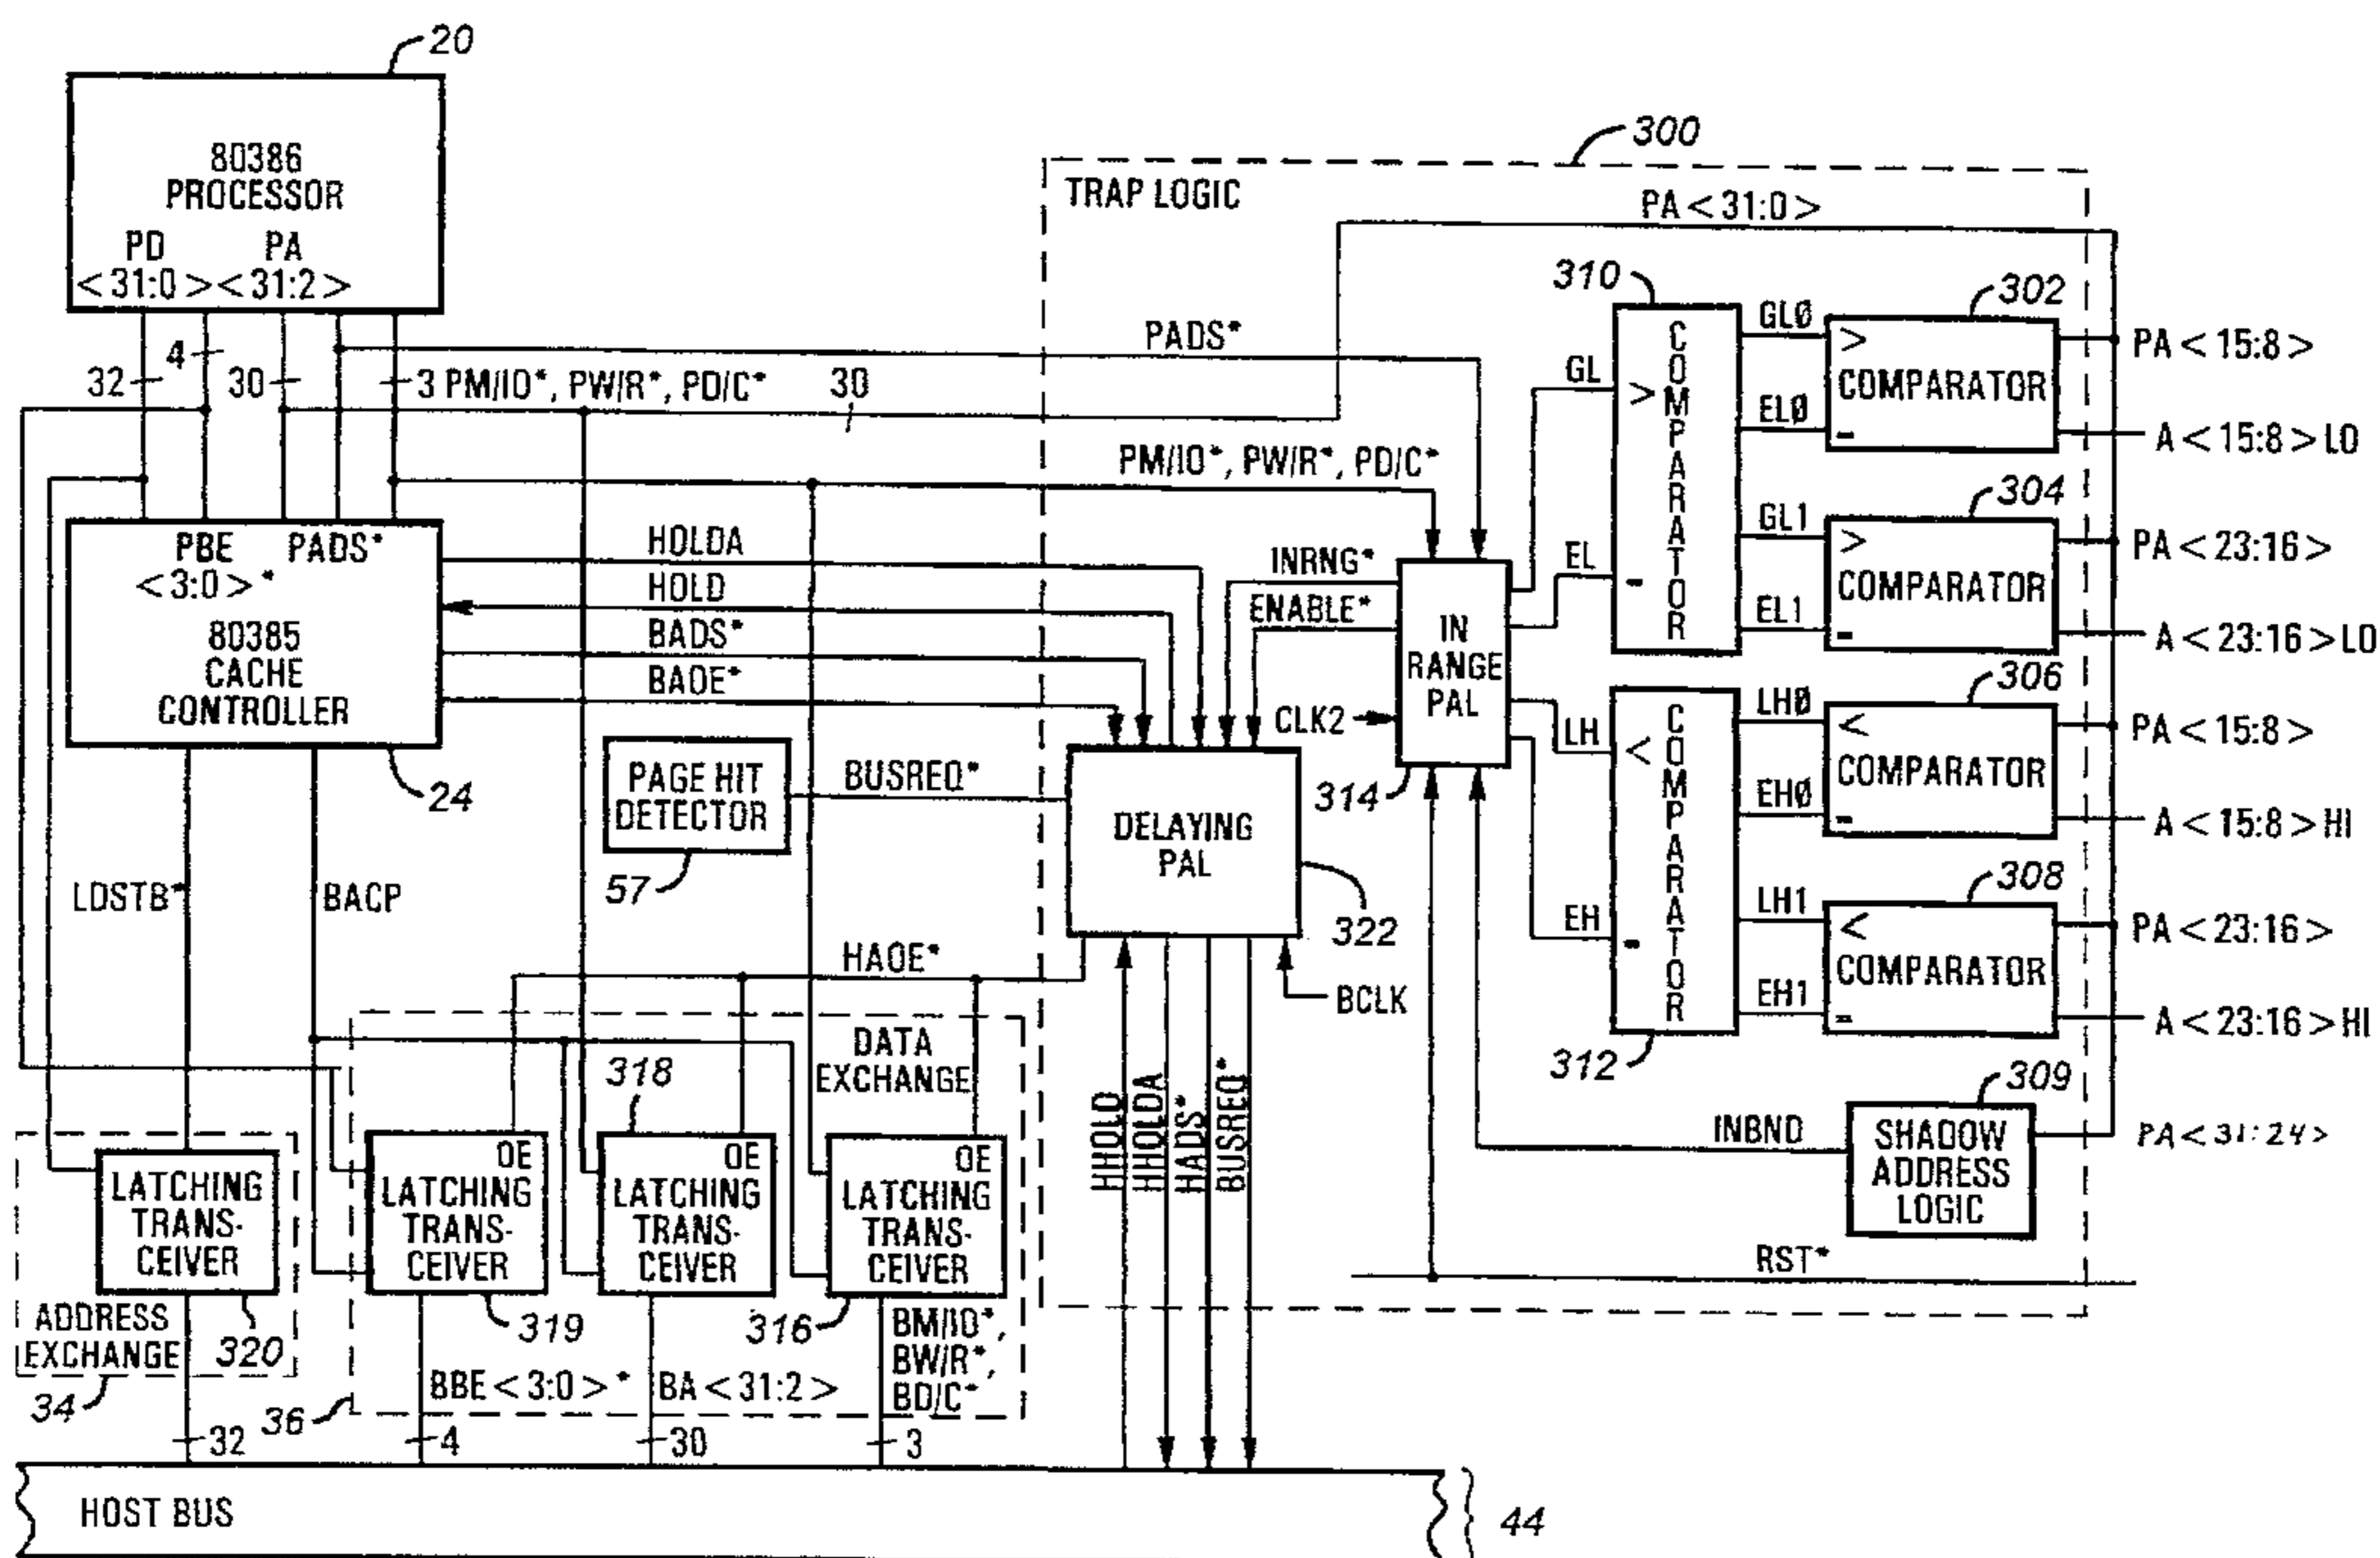 20
80386
PROCESSOR
PD
<31:0>
PA
<31:2>
32
4
30
3
PM/IO*, PW/R*, PD/C*
30
PADS*
PM/IO*, PW/R*, PD/C*
PBE
<3:0>*
PADS*
80385
CACHE
CONTROLLER
24
HOLDA
HOLD
BADS*
BAOE*
PAGE HIT
DETECTOR
57
BUSREQ*
LDSTB*
BACP
HAOE*
300
TRAP LOGIC
PA<31:0>
INRNG*
ENABLE*
CLK2
IN
RANGE
PAL
314
DELAYING
PAL
322
BCLK
GL
EL
LH
EH
310
>
COMPARATOR
=
312
<
COMPARATOR
=
GLØ
ELØ
GL1
EL1
LHØ
EHØ
LH1
EH1
302
>
COMPARATOR
=
304
>
COMPARATOR
=
306
<
COMPARATOR
=
308
<
COMPARATOR
=
PA<15:8>
A<15:8>LO
PA<23:16>
A<23:16>LO
PA<15:8>
A<15:8>HI
PA<23:16>
A<23:16>HI
309
SHADOW
ADDRESS
LOGIC
PA<31:24>
INBND
RST*
HHOLD
HHOLDA
HADS*
BUSREQ*
DATA
EXCHANGE
318
LATCHING
TRANS-
CEIVER
320
ADDRESS
EXCHANGE
34
OE
LATCHING
TRANS-
CEIVER
319
OE
LATCHING
TRANS-
CEIVER
OE
LATCHING
TRANS-
CEIVER
316
BM/IO*,
BW/R*,
BD/C*
BBE<3:0>*
BA<31:2>
36
32
4
30
3
HOST BUS
44